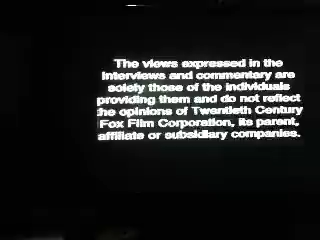 The views expressed in the
interviews and commentary are
solely those of the individuals
providing them and do not reflect
the opinions of Twentieth Century
Fox Film Corporation, its parent,
affiliate or subsidiary companies.